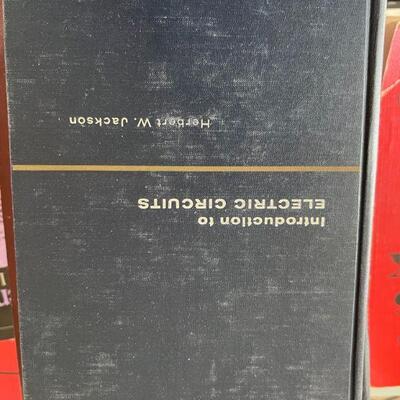 Introduction to
ELECTRIC CIRCUITS
Herbert W. Jackson